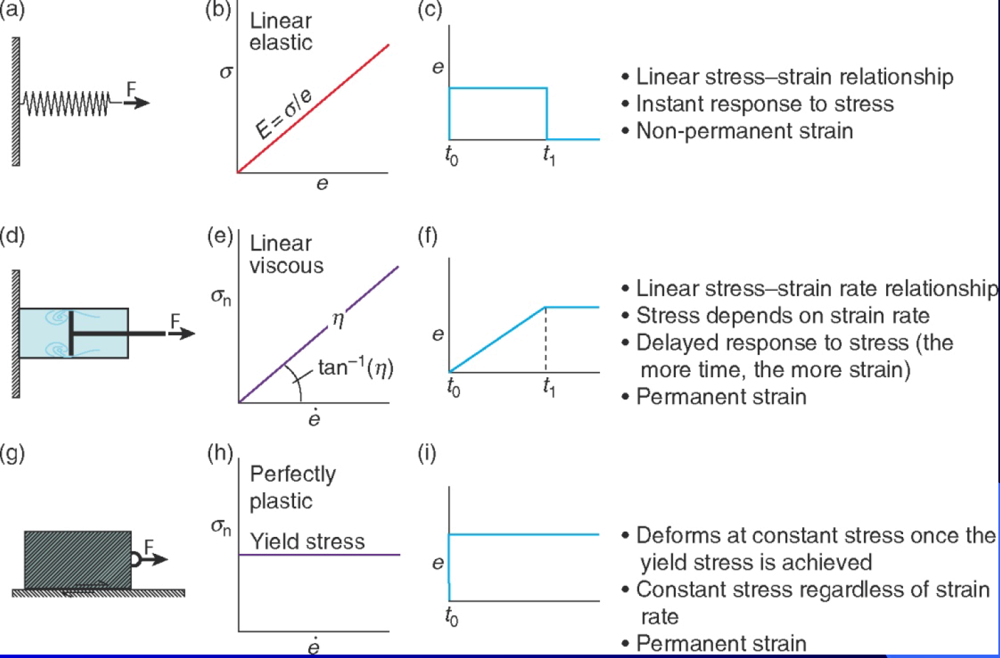 (a)
F
(b)
Linear
elastic
σ
E = σ/e
e
(c)
e
t0
t1
• Linear stress–strain relationship
• Instant response to stress
• Non-permanent strain
(d)
F
(e)
Linear
viscous
σn
η
tan−1(η)
ė
(f)
e
t0
t1
• Linear stress–strain rate relationship
• Stress depends on strain rate
• Delayed response to stress (the
more time, the more strain)
• Permanent strain
(g)
F
(h)
Perfectly
plastic
σn
Yield stress
ė
(i)
e
t0
• Deforms at constant stress once the
yield stress is achieved
• Constant stress regardless of strain
rate
• Permanent strain